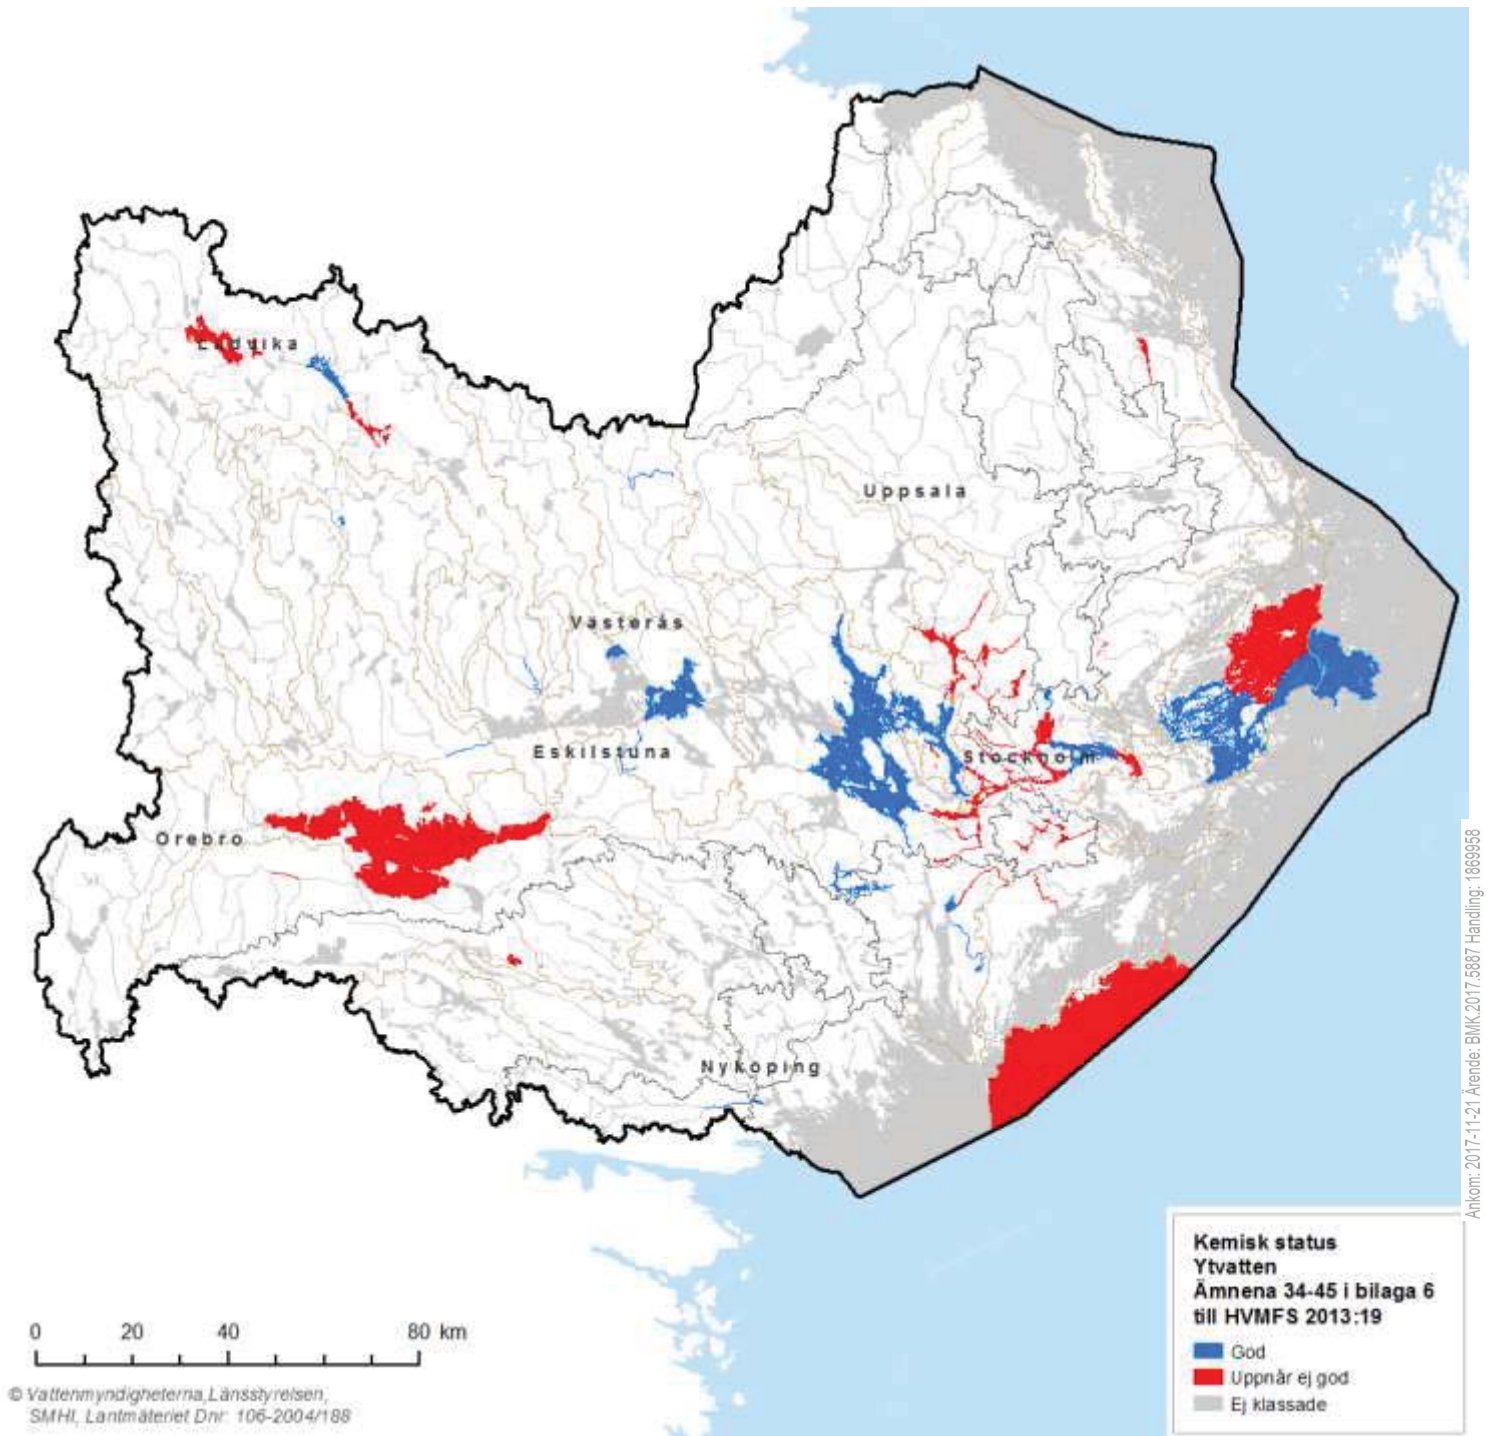 Ludvika
Uppsala
Västerås
Eskilstuna
Stockholm
Örebro
Nyköping
Ankom: 2017-11-21 Ärende: BMK.2017.5887 Handling: 1869958
Kemisk status
Ytvatten
Ämnena 34-45 i bilaga 6
till HVMFS 2013:19
God
Uppnår ej god
Ej klassade
0 20 40 80 km
© Vattenmyndigheterna,Länsstyrelsen,
SMHI, Lantmäteriet Dnr: 106-2004/188